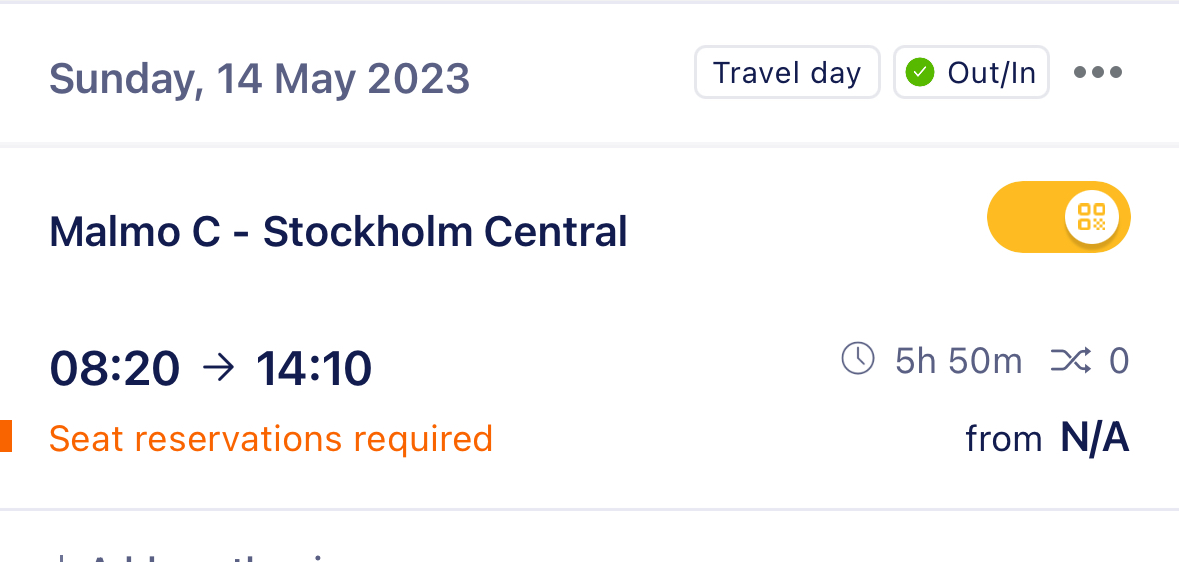 Sunday, 14 May 2023
Travel day
Out/In
Malmo C - Stockholm Central
08:20 → 14:10
5h 50m
0
Seat reservations required
from N/A